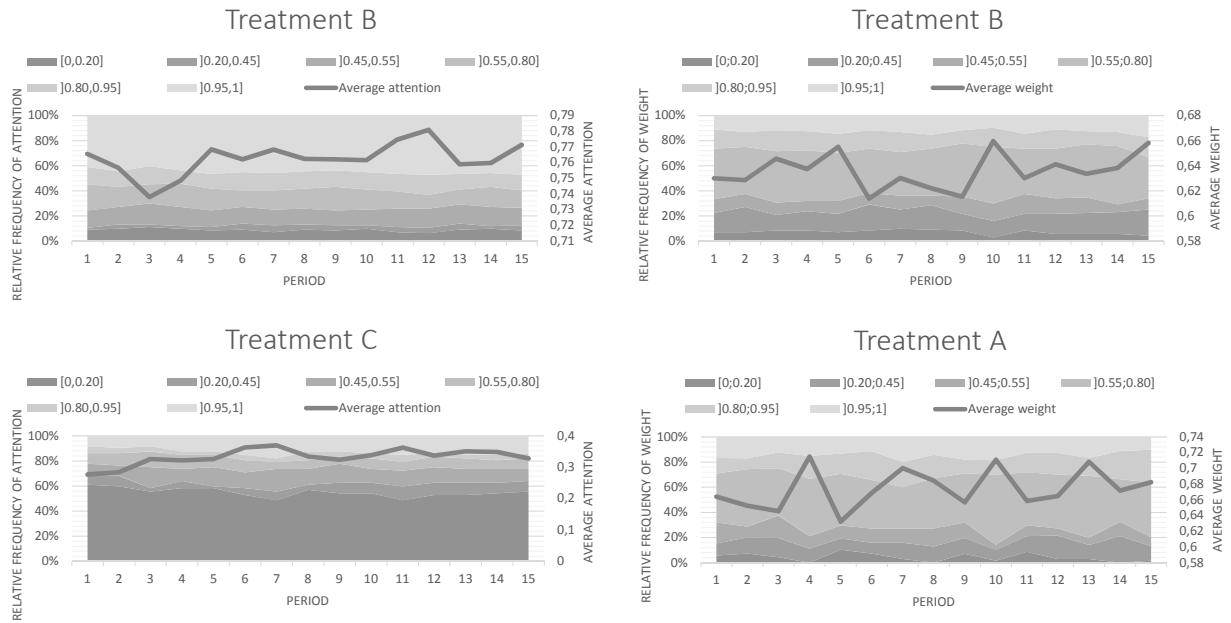 Treatment B
[0,0.20] ]0.20,0.45] ]0.45,0.55] ]0.55,0.80]
]0.80,0.95] ]0.95,1] Average attention
RELATIVE FREQUENCY OF ATTENTION
100%
80%
60%
40%
20%
0%
0,79
0,78
0,77
0,76
0,75
0,74
0,73
0,72
0,71
AVERAGE ATTENTION
1 2 3 4 5 6 7 8 9 10 11 12 13 14 15
PERIOD
Treatment B
[0;0.20] ]0.20;0.45] ]0.45;0.55] ]0.55;0.80]
]0.80;0.95] ]0.95;1] Average weight
RELATIVE FREQUENCY OF WEIGHT
100%
80%
60%
40%
20%
0%
0,68
0,66
0,64
0,62
0,6
0,58
AVERAGE WEIGHT
1 2 3 4 5 6 7 8 9 10 11 12 13 14 15
PERIOD
Treatment C
[0,0.20] ]0.20,0.45] ]0.45,0.55] ]0.55,0.80]
]0.80,0.95] ]0.95,1] Average attention
RELATIVE FREQUENCY OF ATTENTION
100%
80%
60%
40%
20%
0%
0,4
0,3
0,2
0,1
0
AVERAGE ATTENTION
1 2 3 4 5 6 7 8 9 10 11 12 13 14 15
PERIOD
Treatment A
[0;0.20] ]0.20;0.45] ]0.45;0.55] ]0.55;0.80]
]0.80;0.95] ]0.95;1] Average weight
RELATIVE FREQUENCY OF WEIGHT
100%
80%
60%
40%
20%
0%
0,74
0,72
0,7
0,68
0,66
0,64
0,62
0,6
0,58
AVERAGE WEIGHT
1 2 3 4 5 6 7 8 9 10 11 12 13 14 15
PERIOD